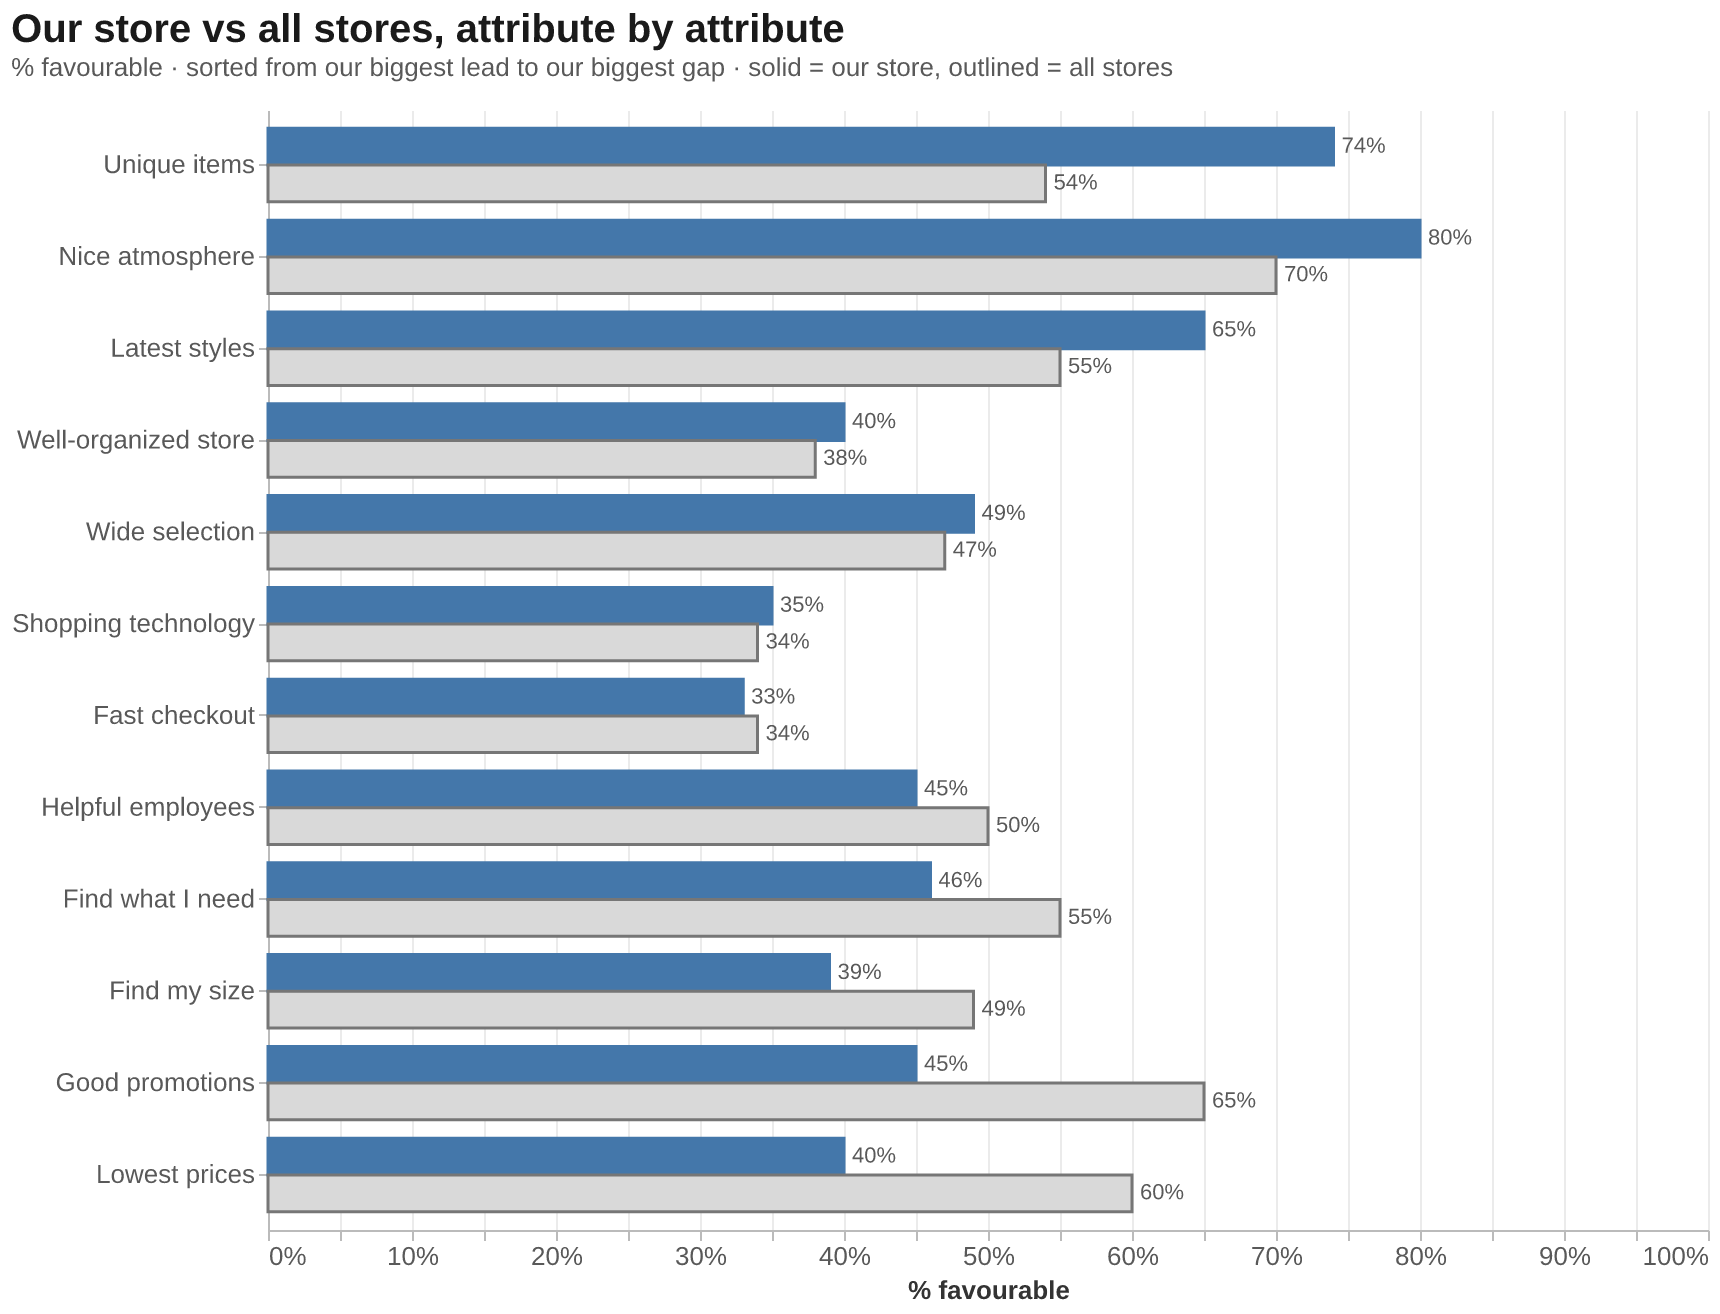 Our store vs all stores, attribute by attribute
% favourable · sorted from our biggest lead to our biggest gap · solid = our store, outlined = all stores
Unique items
74%
54%
Nice atmosphere
80%
70%
Latest styles
65%
55%
Well-organized store
40%
38%
Wide selection
49%
47%
Shopping technology
35%
34%
Fast checkout
33%
34%
Helpful employees
45%
50%
Find what I need
46%
55%
Find my size
39%
49%
Good promotions
45%
65%
Lowest prices
40%
60%
0% 10% 20% 30% 40% 50% 60% 70% 80% 90% 100%
% favourable